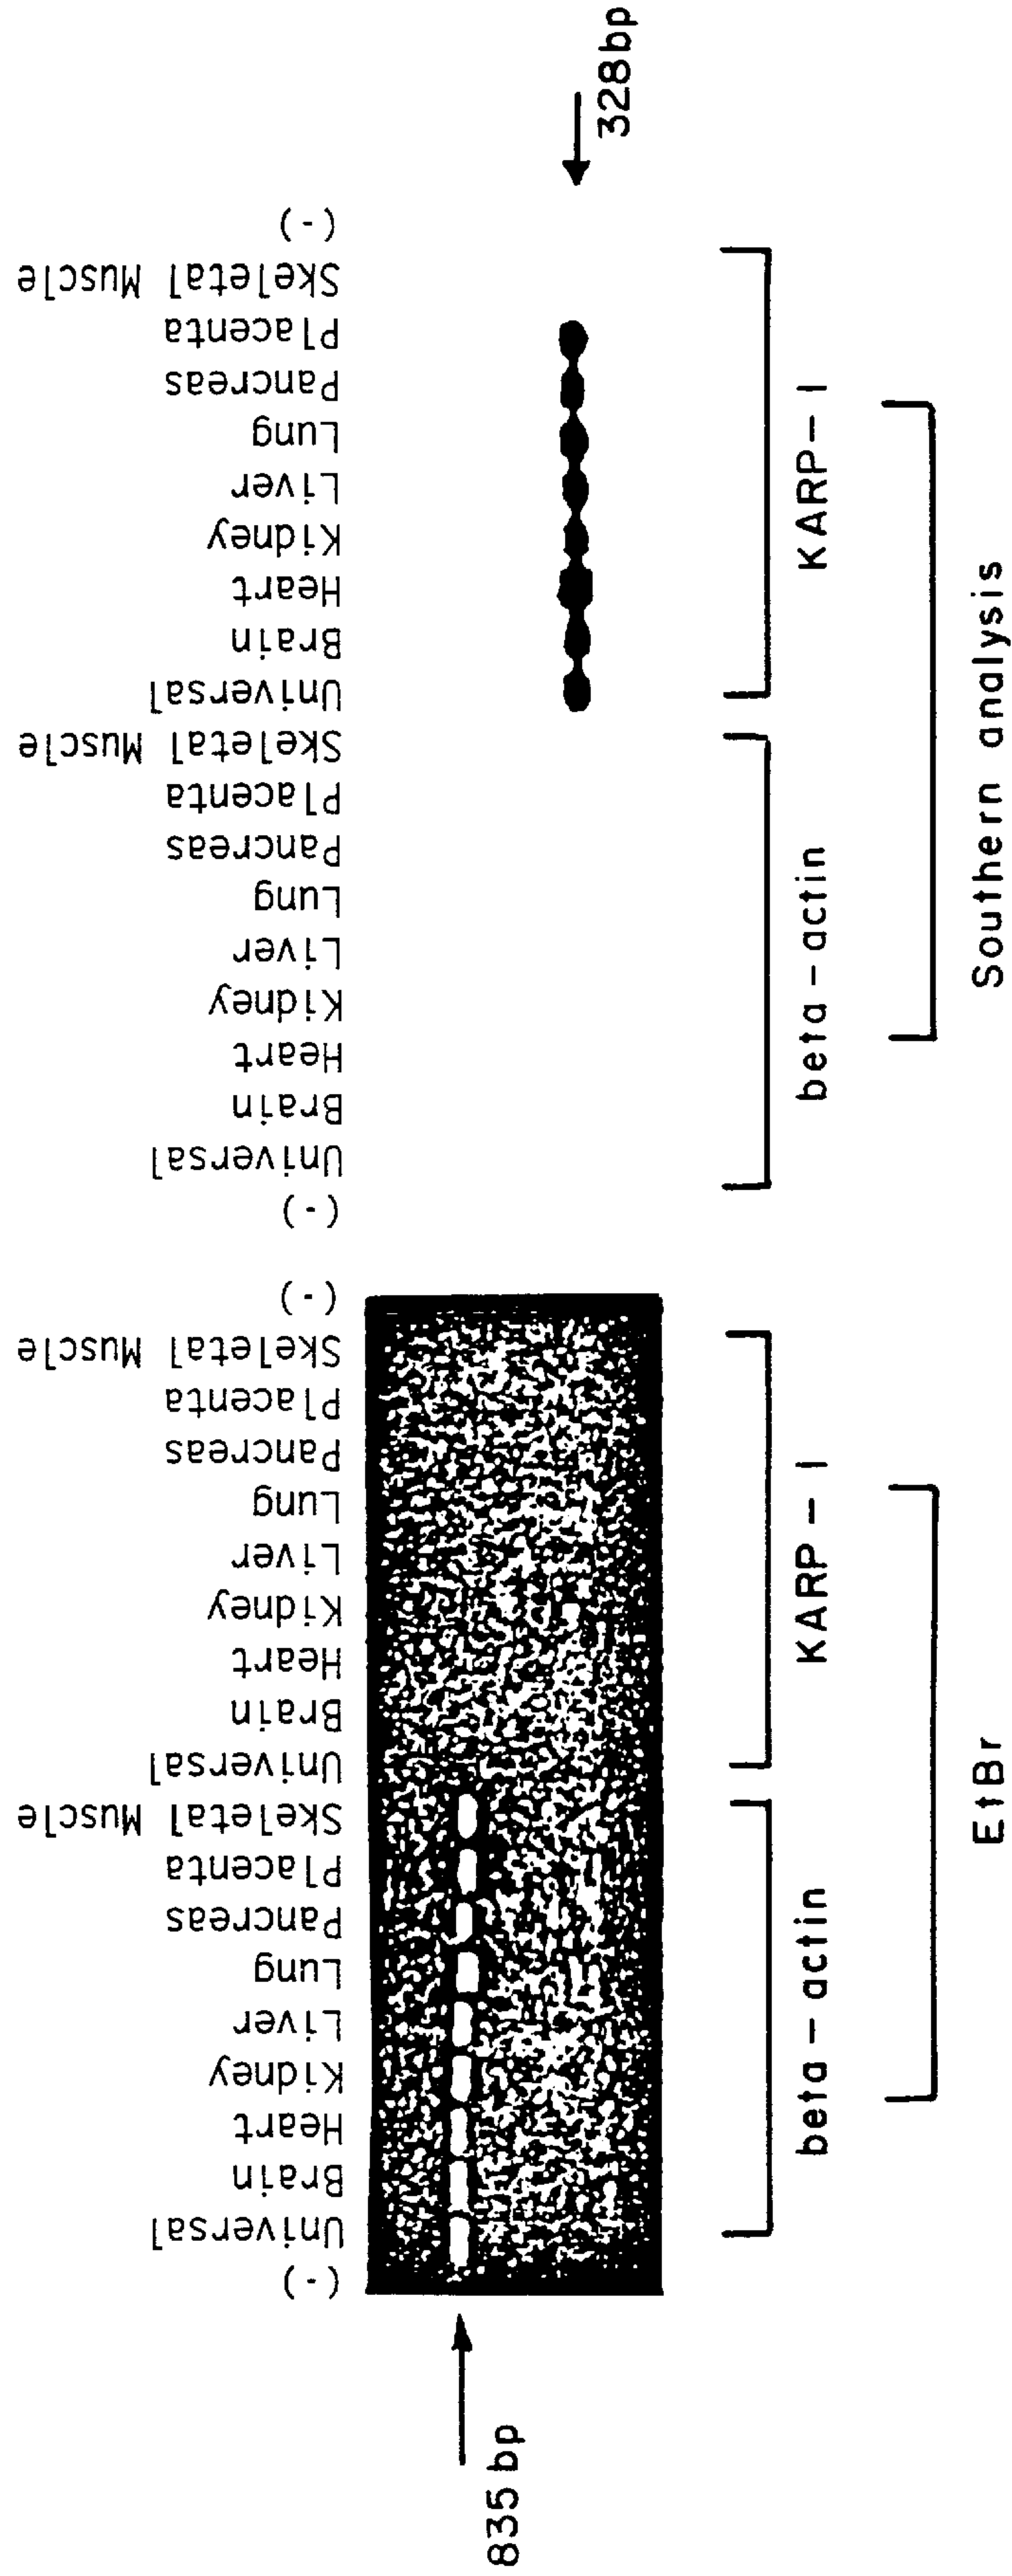 835 bp
(-)
Universal
Brain
Heart
Kidney
Liver
Lung
Pancreas
Placenta
Skeletal Muscle
Universal
Brain
Heart
Kidney
Liver
Lung
Pancreas
Placenta
Skeletal Muscle
(-)
beta-actin
KARP-1
EtBr
(-)
Universal
Brain
Heart
Kidney
Liver
Lung
Pancreas
Placenta
Skeletal Muscle
Universal
Brain
Heart
Kidney
Liver
Lung
Pancreas
Placenta
Skeletal Muscle
(-)
328bp
beta-actin
KARP-1
Southern analysis